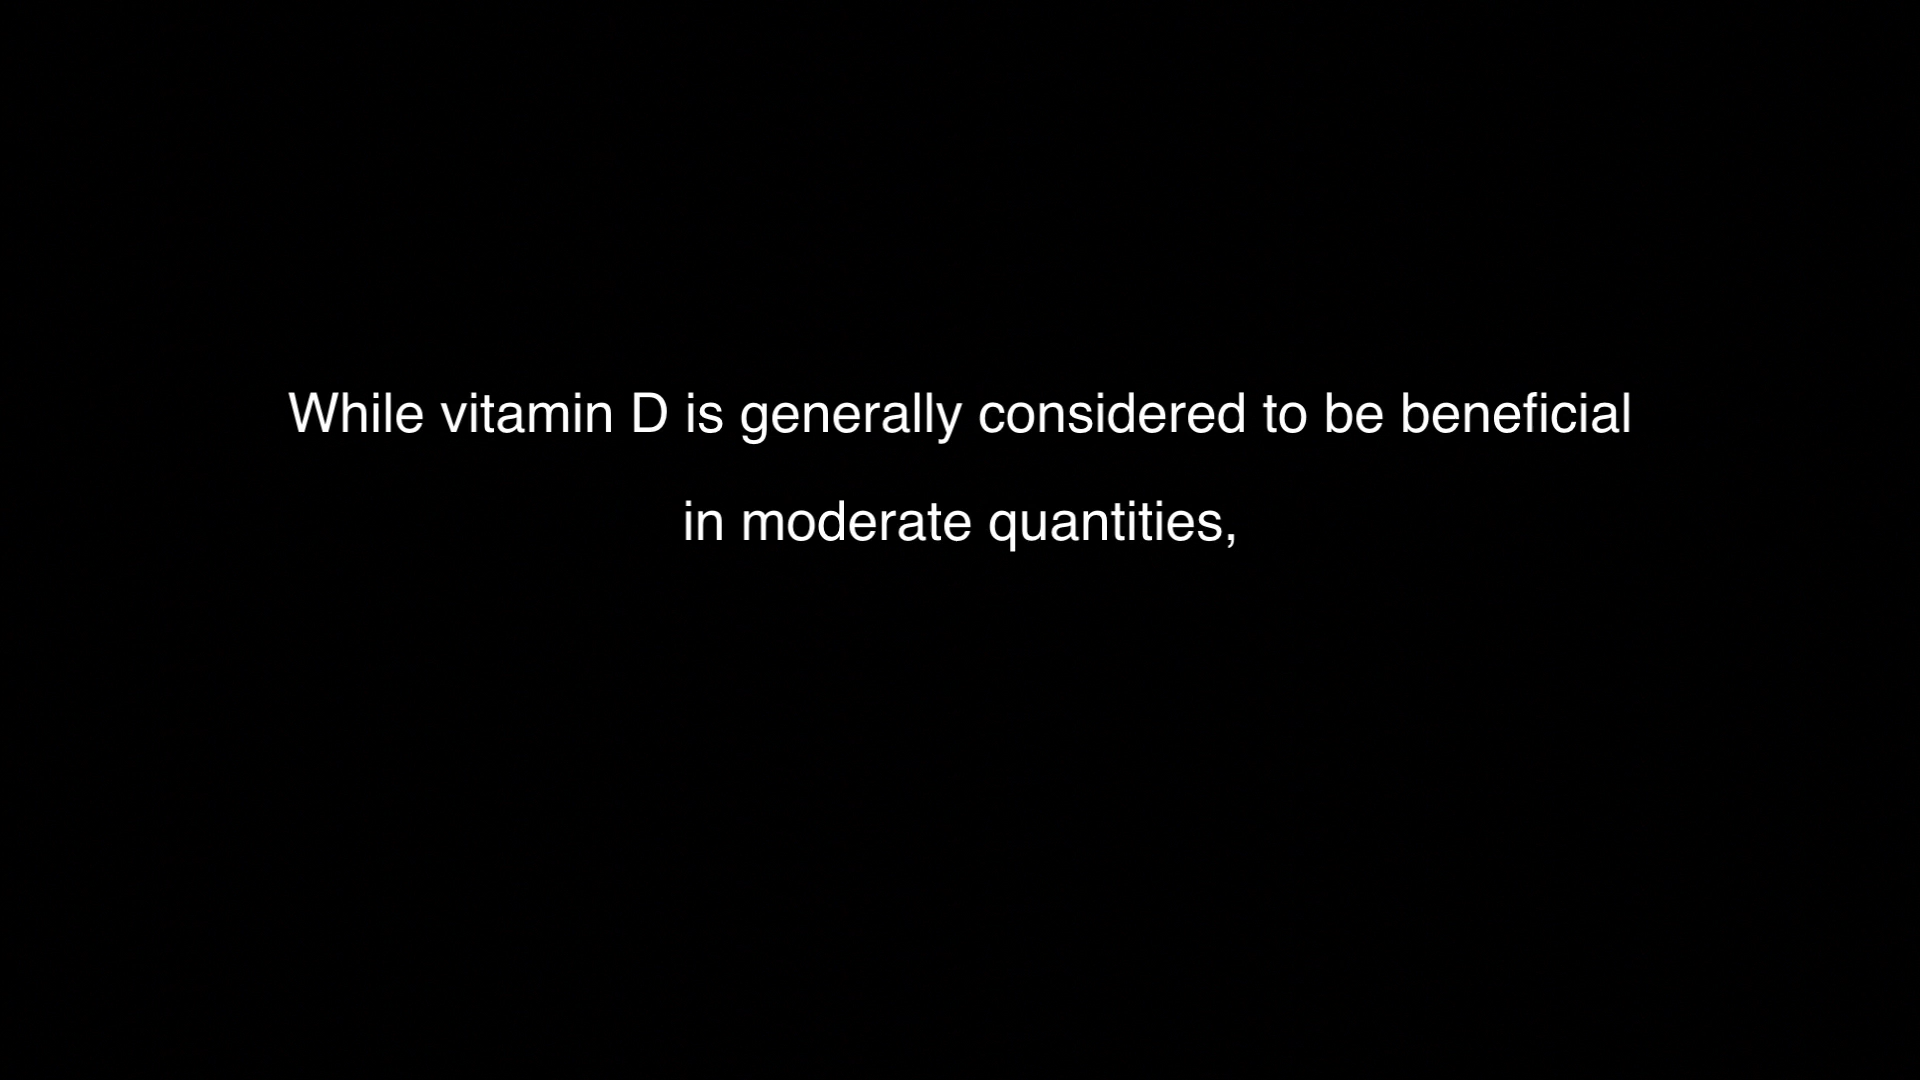 While vitamin D is generally considered to be beneficial
in moderate quantities,